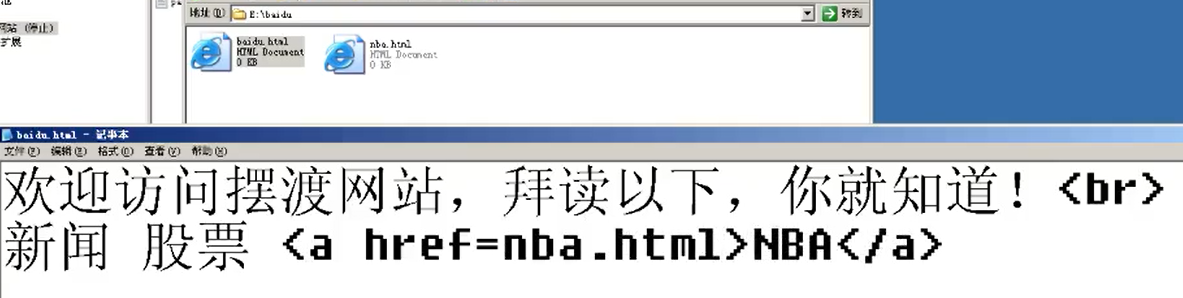 网站 (停止)
扩展
地址(D)
E:\baidu
转到
baidu.html
HTML Document
0 KB
nba.html
HTML Document
0 KB
baidu.html - 記事本
文件(F) 编辑(E) 格式(O) 查看(V) 帮助(H)
欢迎访问摆渡网站，拜读以下，你就知道！<br>
新闻 股票 <a href=nba.html>NBA</a>